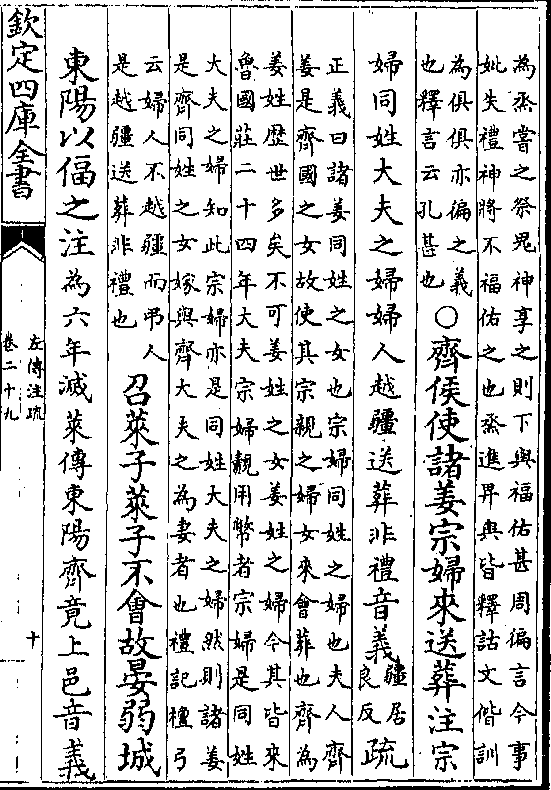 為烝嘗之祭鬼神享之則下與福佑甚周徧言今事
妣失禮神將不福佑之也烝進畀與皆釋詁文偕訓
為俱俱亦徧之義
也釋言云孔甚也
○齊侯使諸姜宗婦來送葬注宗
婦同姓大夫之婦婦人越疆送葬非禮音義
疆居
良反
疏
正義曰諸姜同姓之女也宗婦同姓之婦也夫人齊
姜是齊國之女故使其宗親之婦女來會葬也齊為
姜姓歷世多矣不可姜姓之女姜姓之婦今其皆來
魯國莊二十四年大夫宗婦覿用幣者宗婦是同姓
大夫之婦知此宗婦亦是同姓大夫之婦然則諸姜
是齊同姓之女嫁與齊大夫之為妻者也禮記檀弓
云婦人不越疆而弔人
是越疆送葬非禮也
召萊子萊子不會故晏弱城
東陽以偪之注為六年滅萊傳東陽齊竟上邑音義
欽定四庫全書
左傳注疏
卷二十九
十